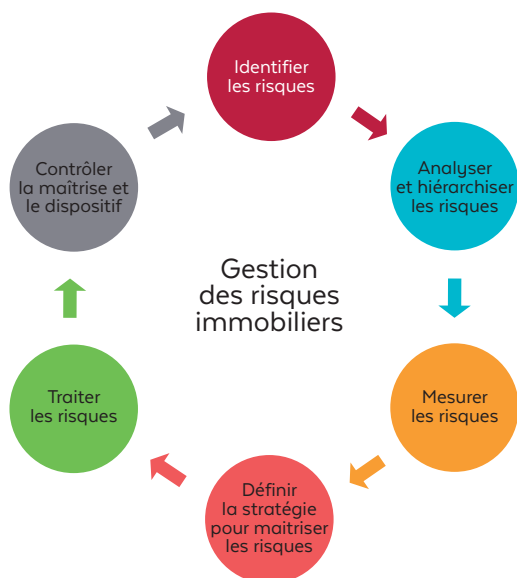 Identifier
les risques
Analyser
et hiérarchiser
les risques
Mesurer
les risques
Définir
la stratégie
pour maitriser
les risques
Traiter
les risques
Contrôler
la maîtrise et
le dispositif
Gestion
des risques
immobiliers